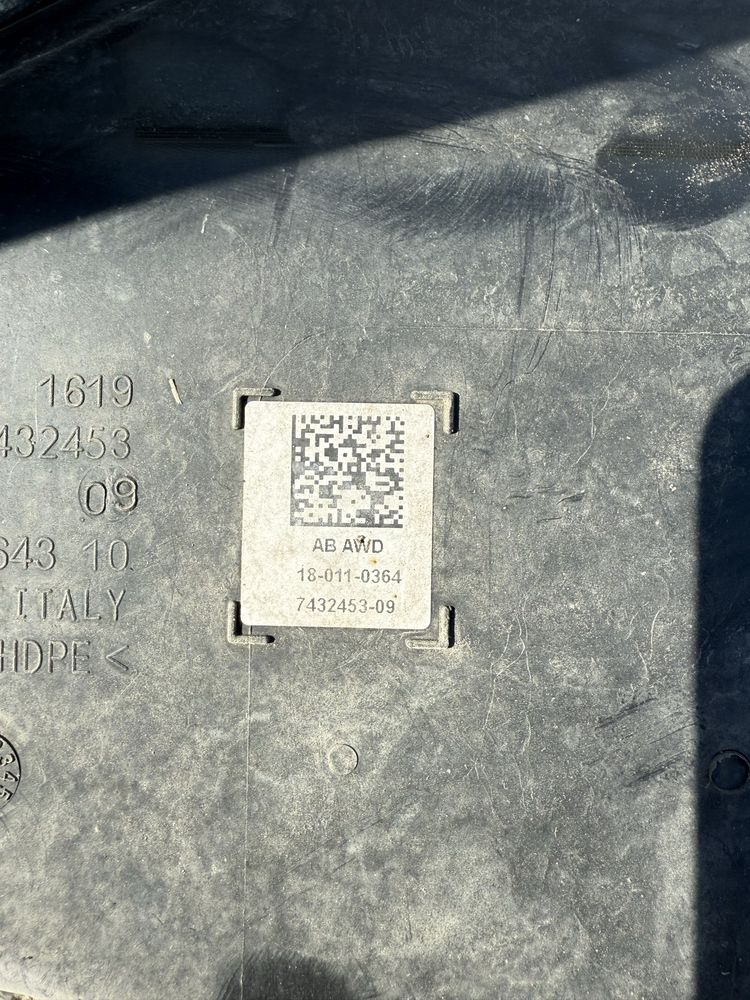 1619
432453
09
643 10
ITALY
HDPE<
AB AWD
18-011-0364
7432453-09